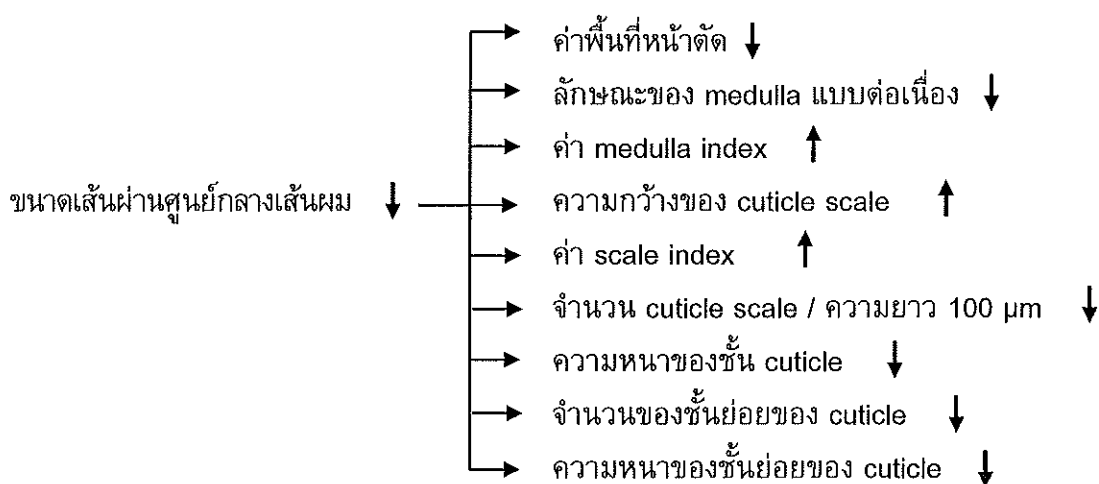 ค่าพื้นที่หน้าตัด ↓
ลักษณะของ medulla แบบต่อเนื่อง ↓
ค่า medulla index ↑
ขนาดเส้นผ่านศูนย์กลางเส้นผม ↓
ความกว้างของ cuticle scale ↑
ค่า scale index ↑
จำนวน cuticle scale / ความยาว 100 µm ↓
ความหนาของชั้น cuticle ↓
จำนวนของชั้นย่อยของ cuticle ↓
ความหนาของชั้นย่อยของ cuticle ↓